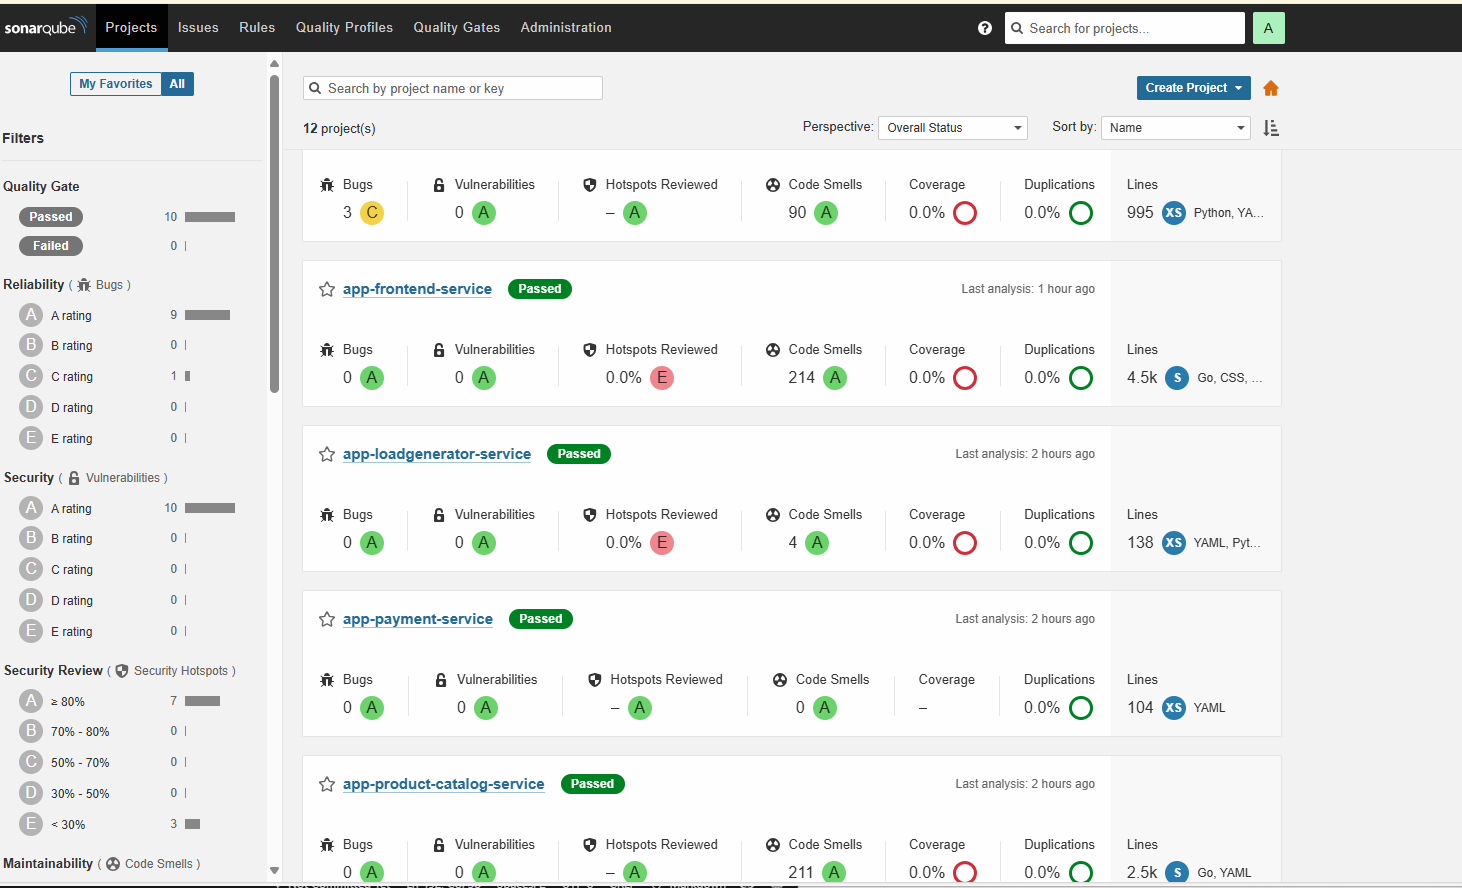 sonarqube Projects Issues Rules Quality Profiles Quality Gates Administration ? Search for projects... A
My Favorites All
Search by project name or key
Create Project
12 project(s)
Perspective: Overall Status Sort by: Name
Filters
Quality Gate
Passed 10
Failed 0
Reliability ( Bugs )
A A rating 9
B B rating 0
C C rating 1
D D rating 0
E E rating 0
Security ( Vulnerabilities )
A A rating 10
B B rating 0
C C rating 0
D D rating 0
E E rating 0
Security Review ( Security Hotspots )
A ≥ 80% 7
B 70% - 80% 0
C 50% - 70% 0
D 30% - 50% 0
E < 30% 3
Maintainability ( Code Smells )
Bugs Vulnerabilities Hotspots Reviewed Code Smells Coverage Duplications Lines
3 C 0 A – A 90 A 0.0% 0.0% 995 XS Python, YA...
app-frontend-service Passed Last analysis: 1 hour ago
Bugs Vulnerabilities Hotspots Reviewed Code Smells Coverage Duplications Lines
0 A 0 A 0.0% E 214 A 0.0% 0.0% 4.5k S Go, CSS, ...
app-loadgenerator-service Passed Last analysis: 2 hours ago
Bugs Vulnerabilities Hotspots Reviewed Code Smells Coverage Duplications Lines
0 A 0 A 0.0% E 4 A 0.0% 0.0% 138 XS YAML, Pyt...
app-payment-service Passed Last analysis: 2 hours ago
Bugs Vulnerabilities Hotspots Reviewed Code Smells Coverage Duplications Lines
0 A 0 A – A 0 A – 0.0% 104 XS YAML
app-product-catalog-service Passed Last analysis: 2 hours ago
Bugs Vulnerabilities Hotspots Reviewed Code Smells Coverage Duplications Lines
0 A 0 A – A 211 A 0.0% 0.0% 2.5k S Go, YAML